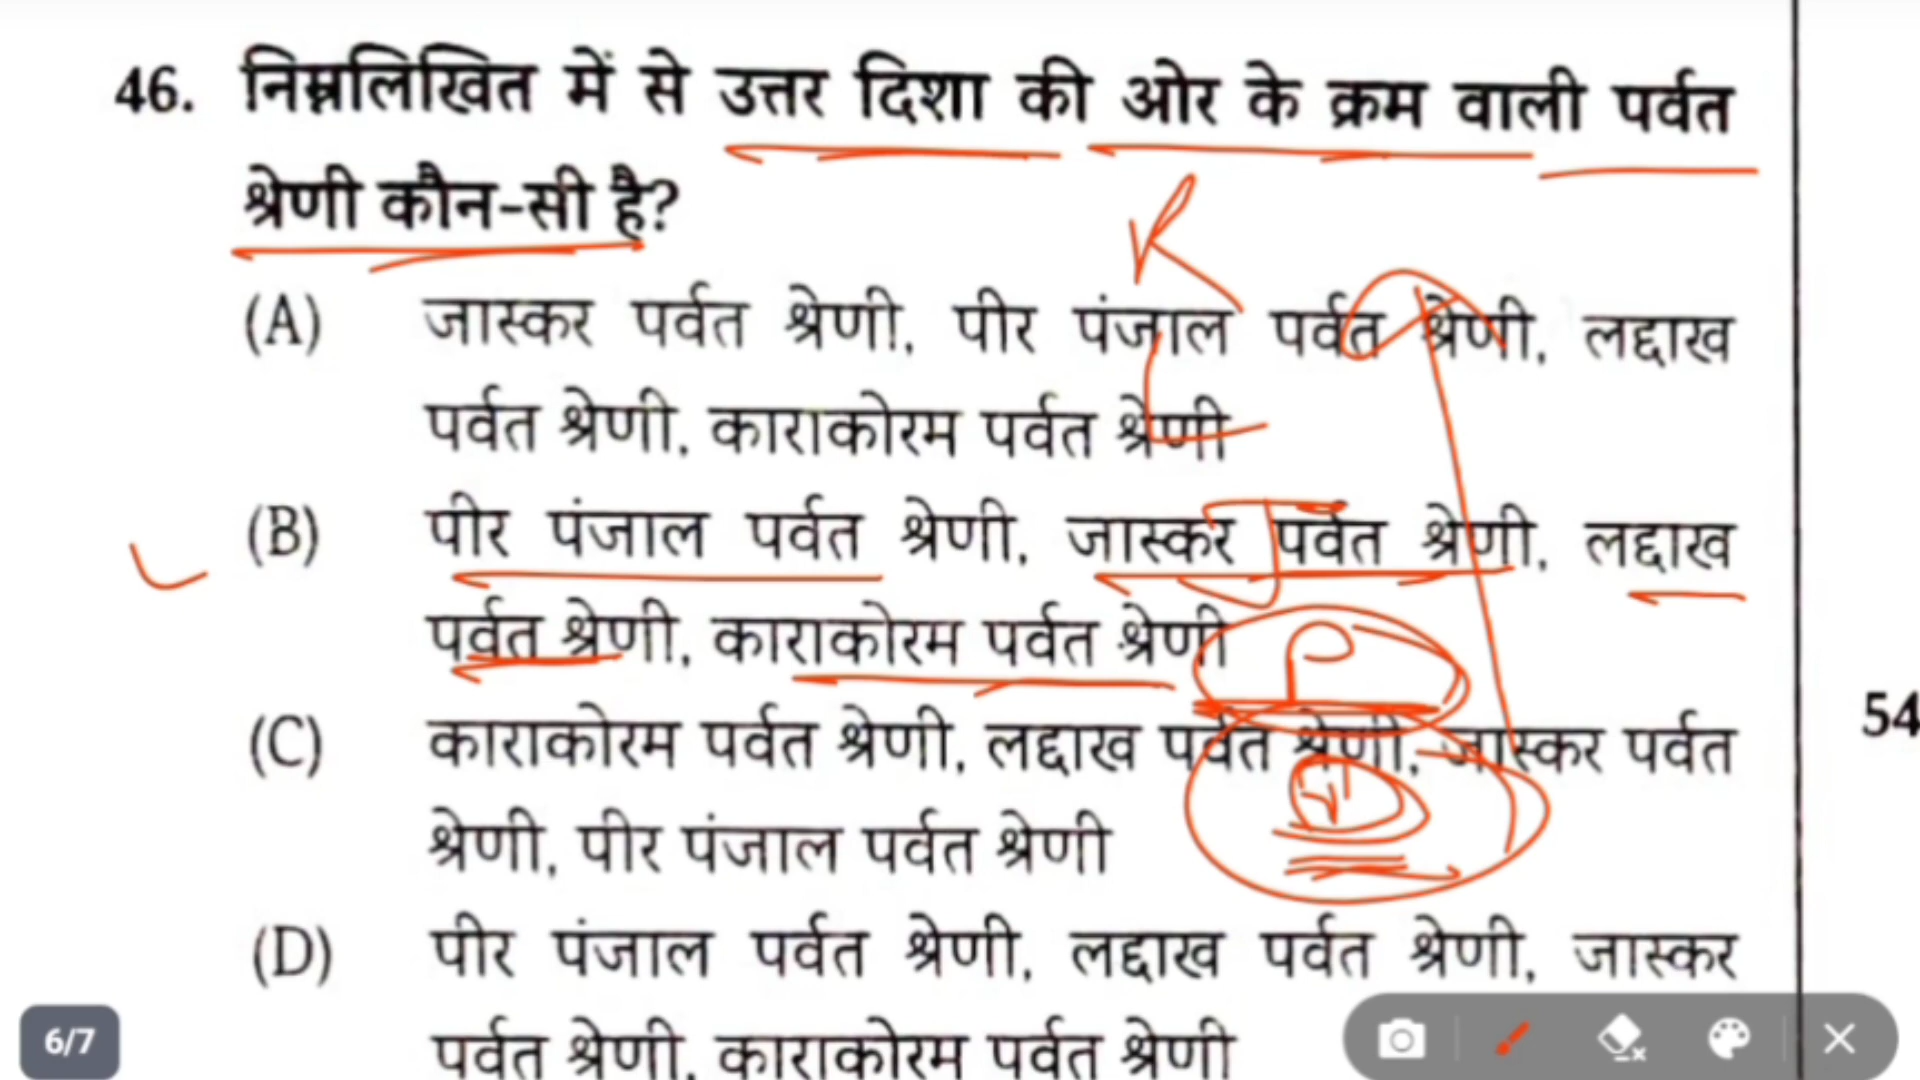 46. निम्नलिखित में से उत्तर दिशा की ओर के क्रम वाली पर्वत
श्रेणी कौन-सी है?
(A) जास्कर पर्वत श्रेणी, पीर पंजाल पर्वत श्रेणी, लद्दाख
पर्वत श्रेणी, काराकोरम पर्वत श्रेणी
(B) पीर पंजाल पर्वत श्रेणी, जास्कर पर्वत श्रेणी, लद्दाख
पर्वत श्रेणी, काराकोरम पर्वत श्रेणी
(C) काराकोरम पर्वत श्रेणी, लद्दाख पर्वत श्रेणी, जास्कर पर्वत
श्रेणी, पीर पंजाल पर्वत श्रेणी
(D) पीर पंजाल पर्वत श्रेणी, लद्दाख पर्वत श्रेणी, जास्कर
पर्वत श्रेणी, काराकोरम पर्वत श्रेणी
K
L
J
P
54
6/7